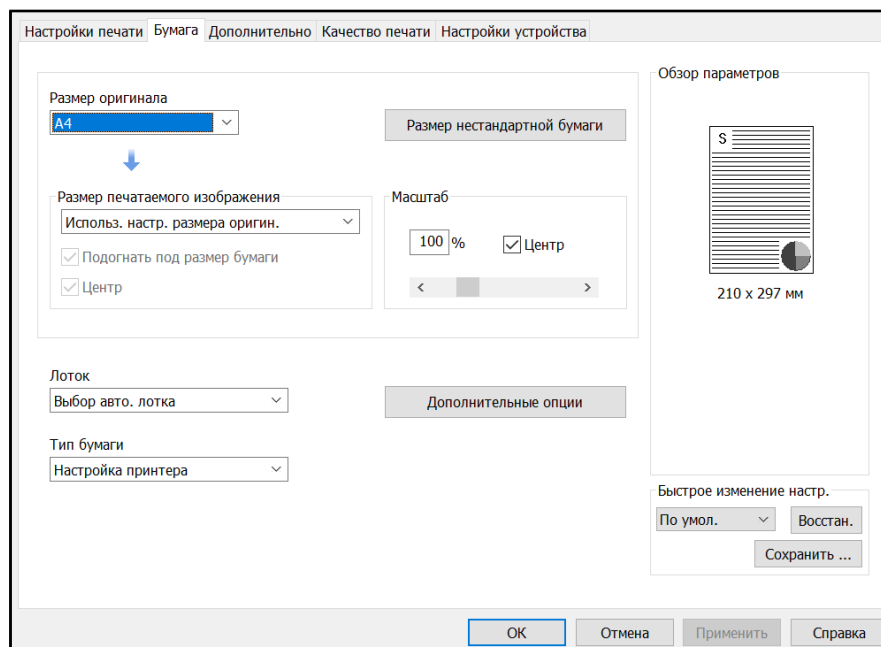 Настройки печати Бумага Дополнительно Качество печати Настройки устройства
Размер оригинала
A4
Размер нестандартной бумаги
Размер печатаемого изображения
Использ. настр. размера оригин.
Подогнать под размер бумаги
Центр
Масштаб
100 %
Центр
Лоток
Выбор авто. лотка
Дополнительные опции
Тип бумаги
Настройка принтера
Обзор параметров
S
210 x 297 мм
Быстрое изменение настр.
По умол. Восстан.
Сохранить ...
ОК Отмена Применить Справка